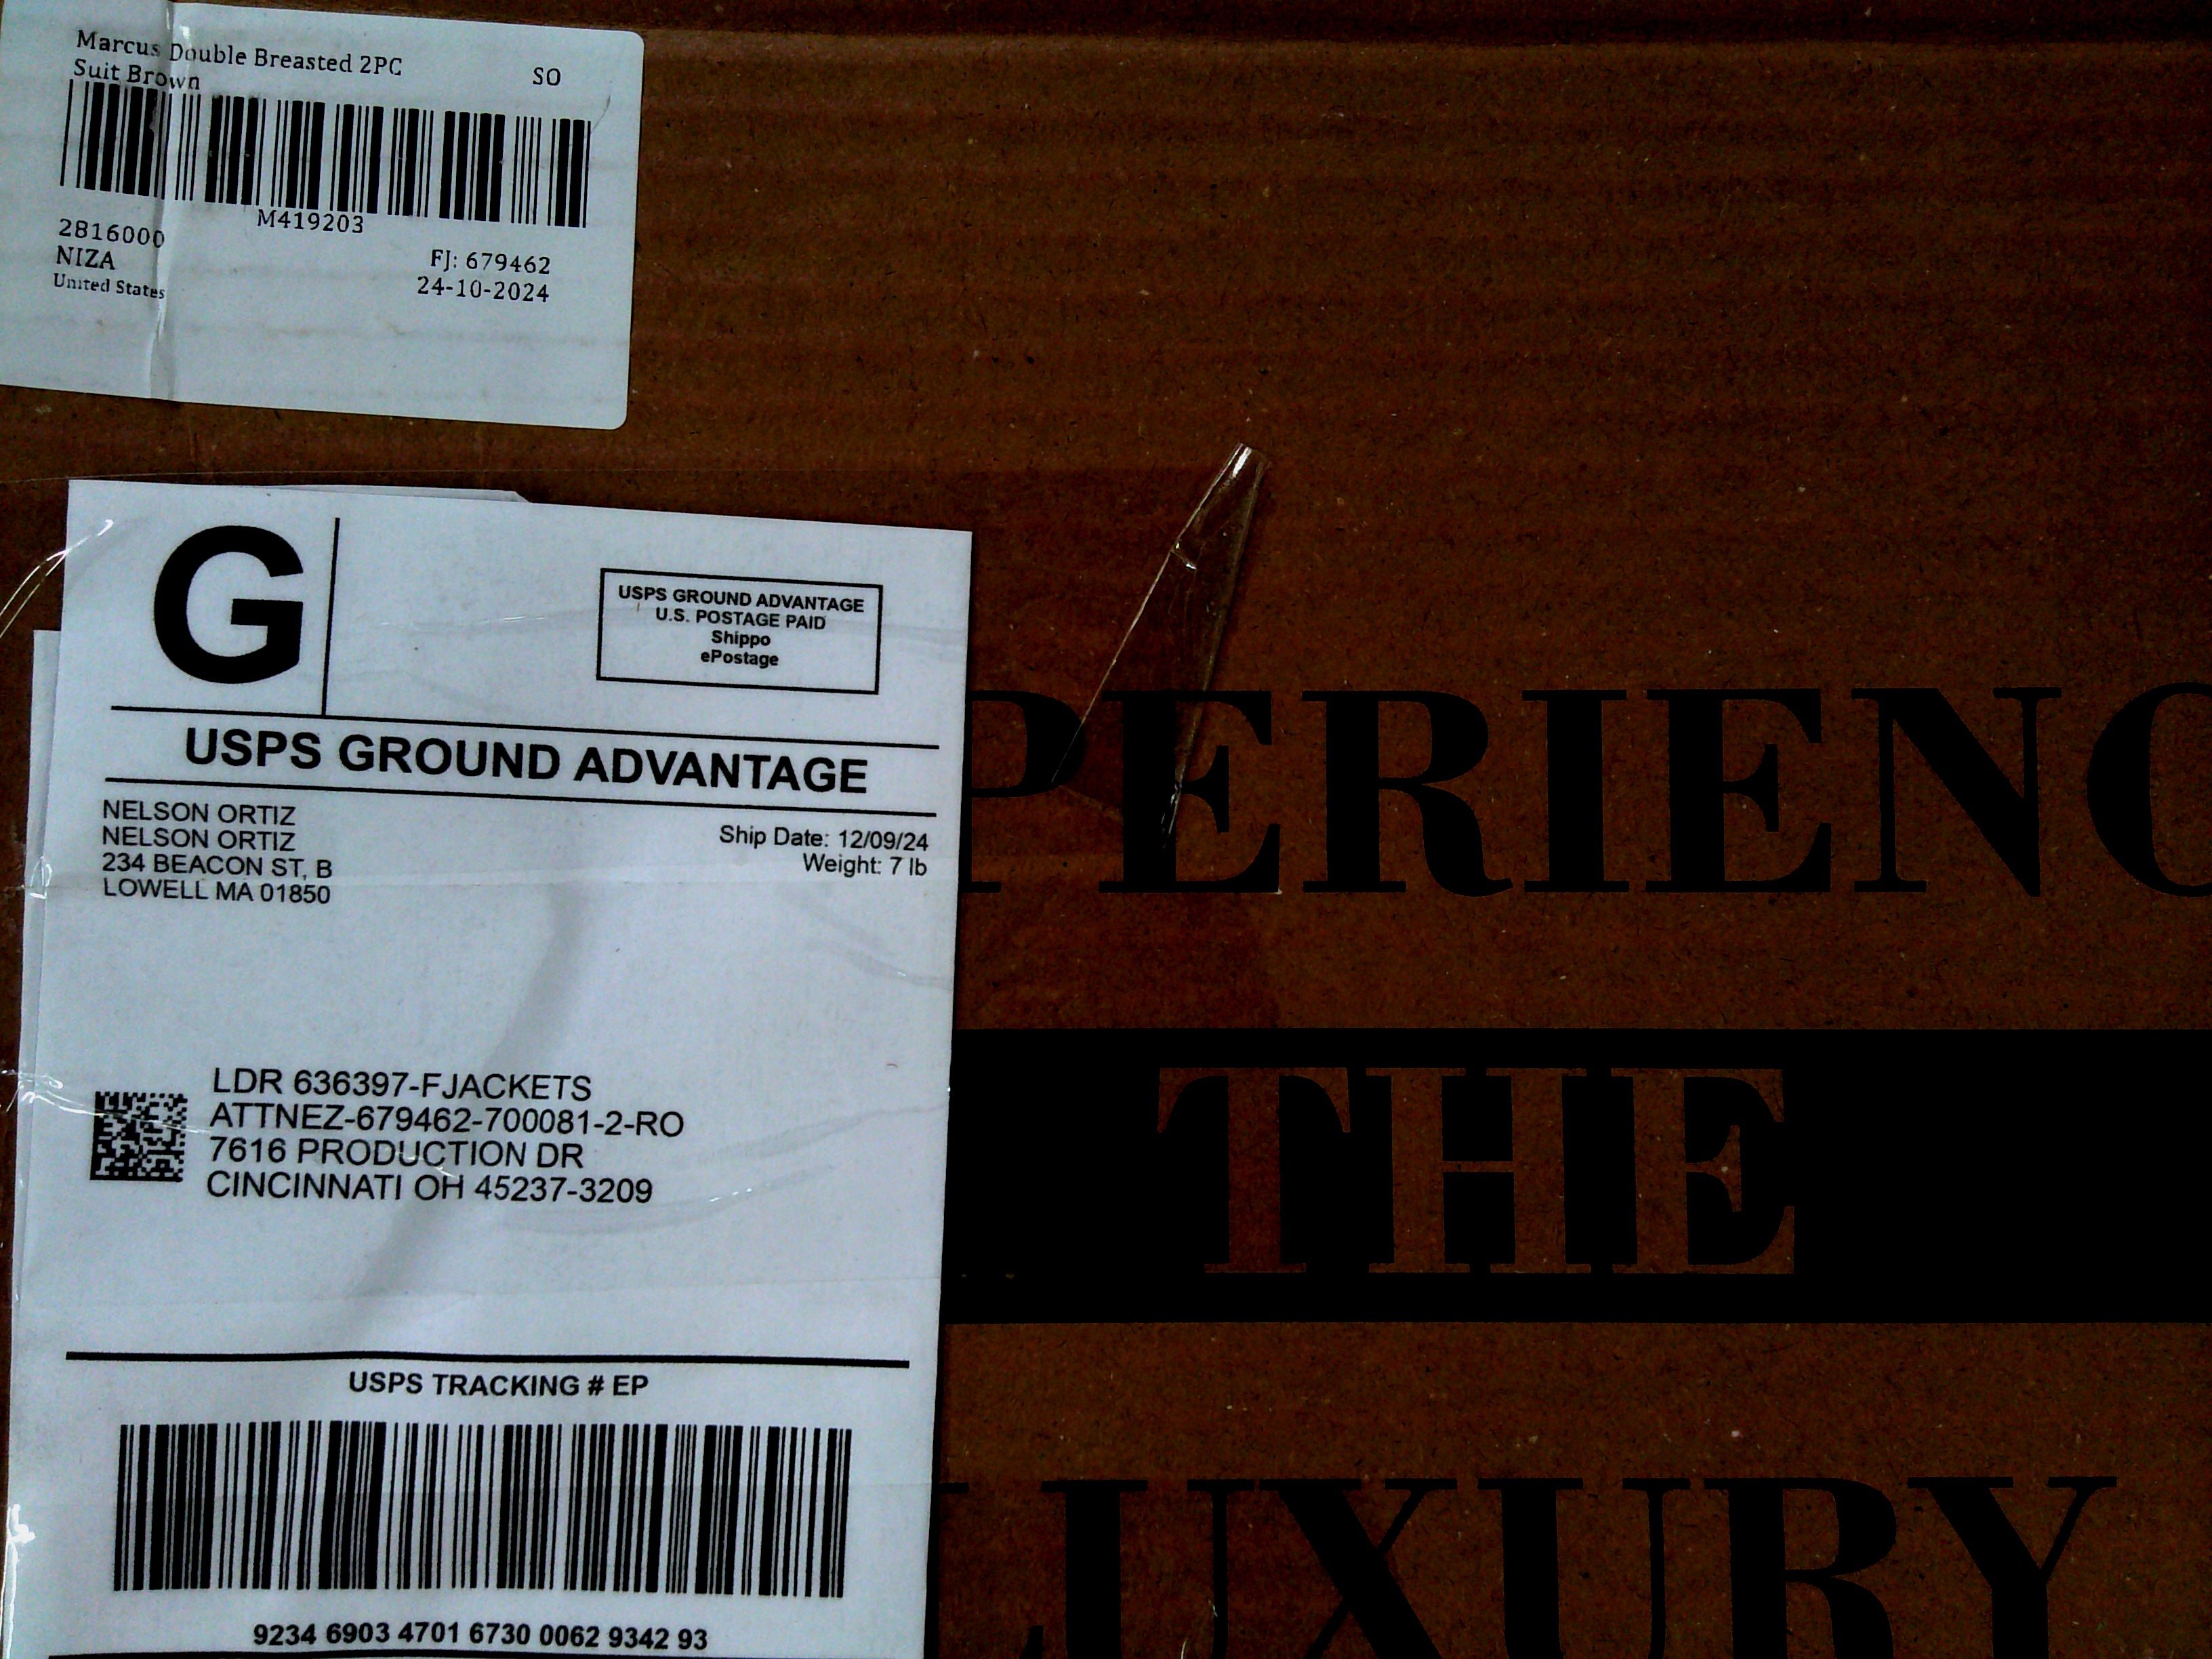 Marcus Double Breasted 2PC
Suit Brown
SO
M419203
2816000
NIZA
United States
FJ: 679462
24-10-2024
G
USPS GROUND ADVANTAGE
U.S. POSTAGE PAID
Shippo
ePostage
USPS GROUND ADVANTAGE
NELSON ORTIZ
NELSON ORTIZ
234 BEACON ST, B
LOWELL MA 01850
Ship Date: 12/09/24
Weight: 7 lb
LDR 636397-FJACKETS
ATTNEZ-679462-700081-2-RO
7616 PRODUCTION DR
CINCINNATI OH 45237-3209
USPS TRACKING # EP
9234 6903 4701 6730 0062 9342 93
PERIENC
THE
LUXURY